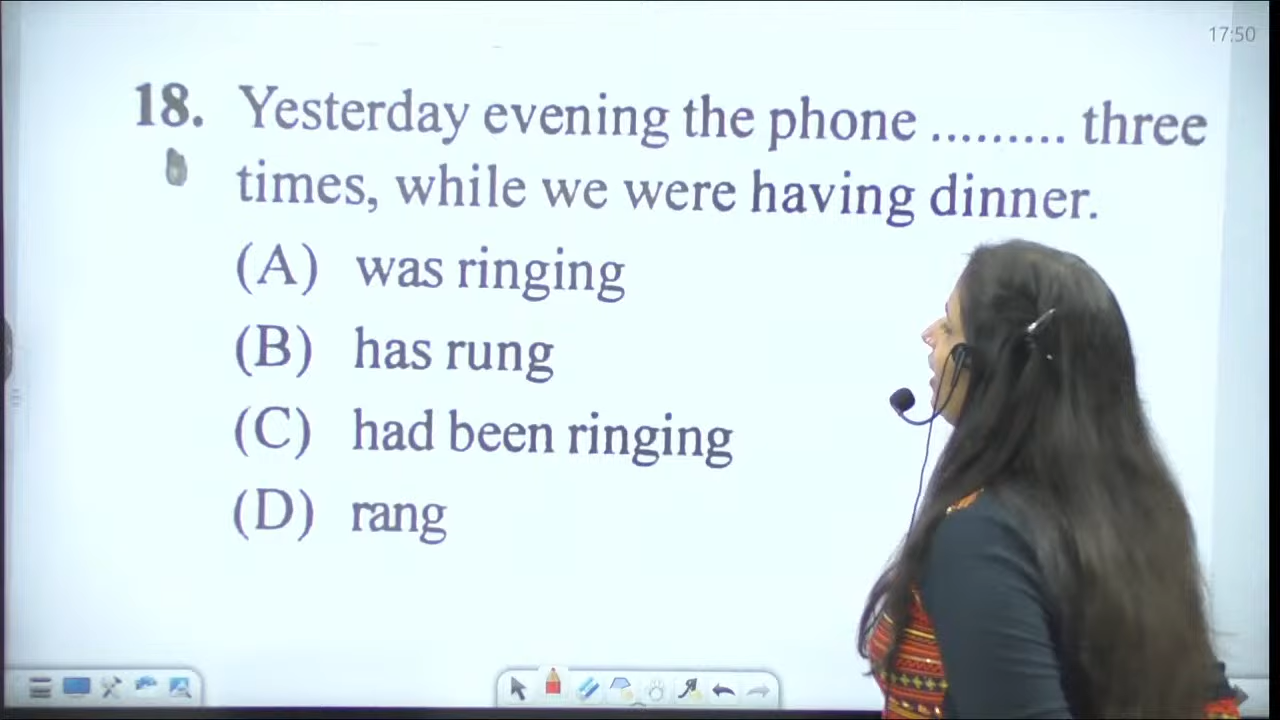 17:50
18. Yesterday evening the phone ......... three
times, while we were having dinner.
(A) was ringing
(B) has rung
(C) had been ringing
(D) rang